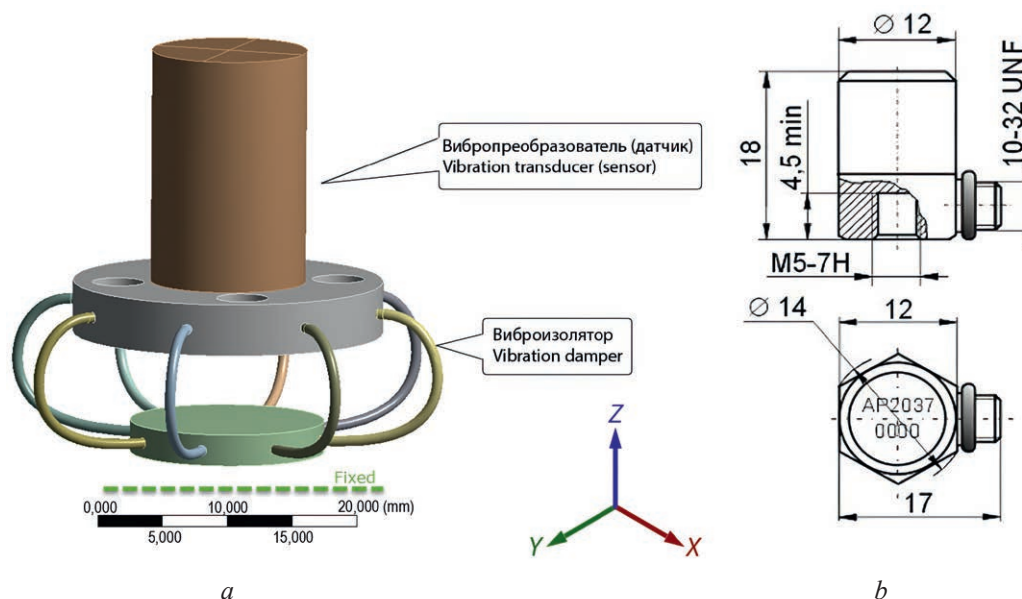 Вибропреобразователь (датчик)
Vibration transducer (sensor)
Виброизолятор
Vibration damper
Fixed
0,000
10,000
20,000 (mm)
5,000
15,000
Z
Y
X
a
∅ 12
18
4,5 min
10-32 UNF
M5-7H
∅ 14
12
AP2037
0000
17
b